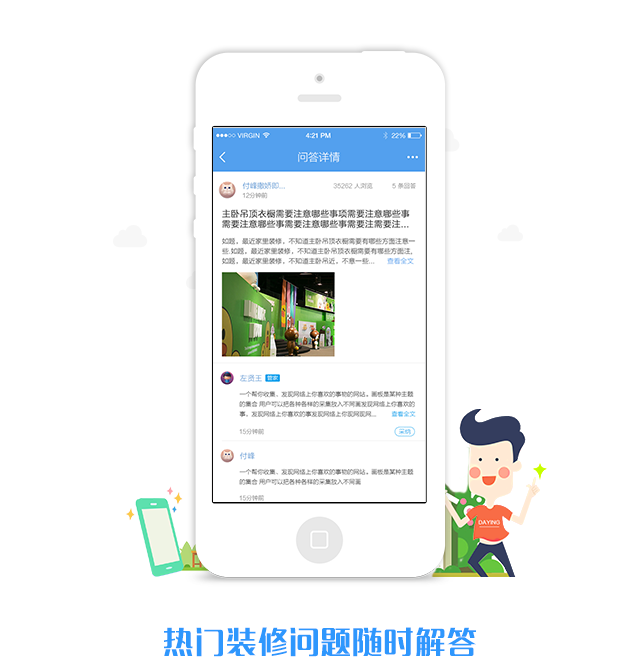 VIRGIN 4:21 PM 22%
问答详情
付峰撒娇即... 35262 人浏览 5 条回答
12分钟前
主卧吊顶衣橱需要注意哪些事项需要注意哪些事
需要注意哪些事需要注意哪些事需要注需要注...
如题，最近家里装修，不知道主卧吊顶衣橱需要有哪些方面注意一
些.如题，最近家里装修，不知道主卧吊顶衣橱需要有哪些方面注,
如题，最近家里装修，不知道主卧吊近，不意一些... 查看全文
左贤王 管家
一个帮你收集、发现网络上你喜欢的事物的网站。画板是某种主题
的集合 用户可以把各种各样的采集放入不同画发现网络上你喜欢的
事，发现网络上你喜欢的事发现网络上你现网现网... 查看全文
15分钟前 采纳
付峰
一个帮你收集、发现网络上你喜欢的事物的网站。画板是某种主题
的集合 用户可以把各种各样的采集放入不同画
15分钟前
DAYING
热门装修问题随时解答